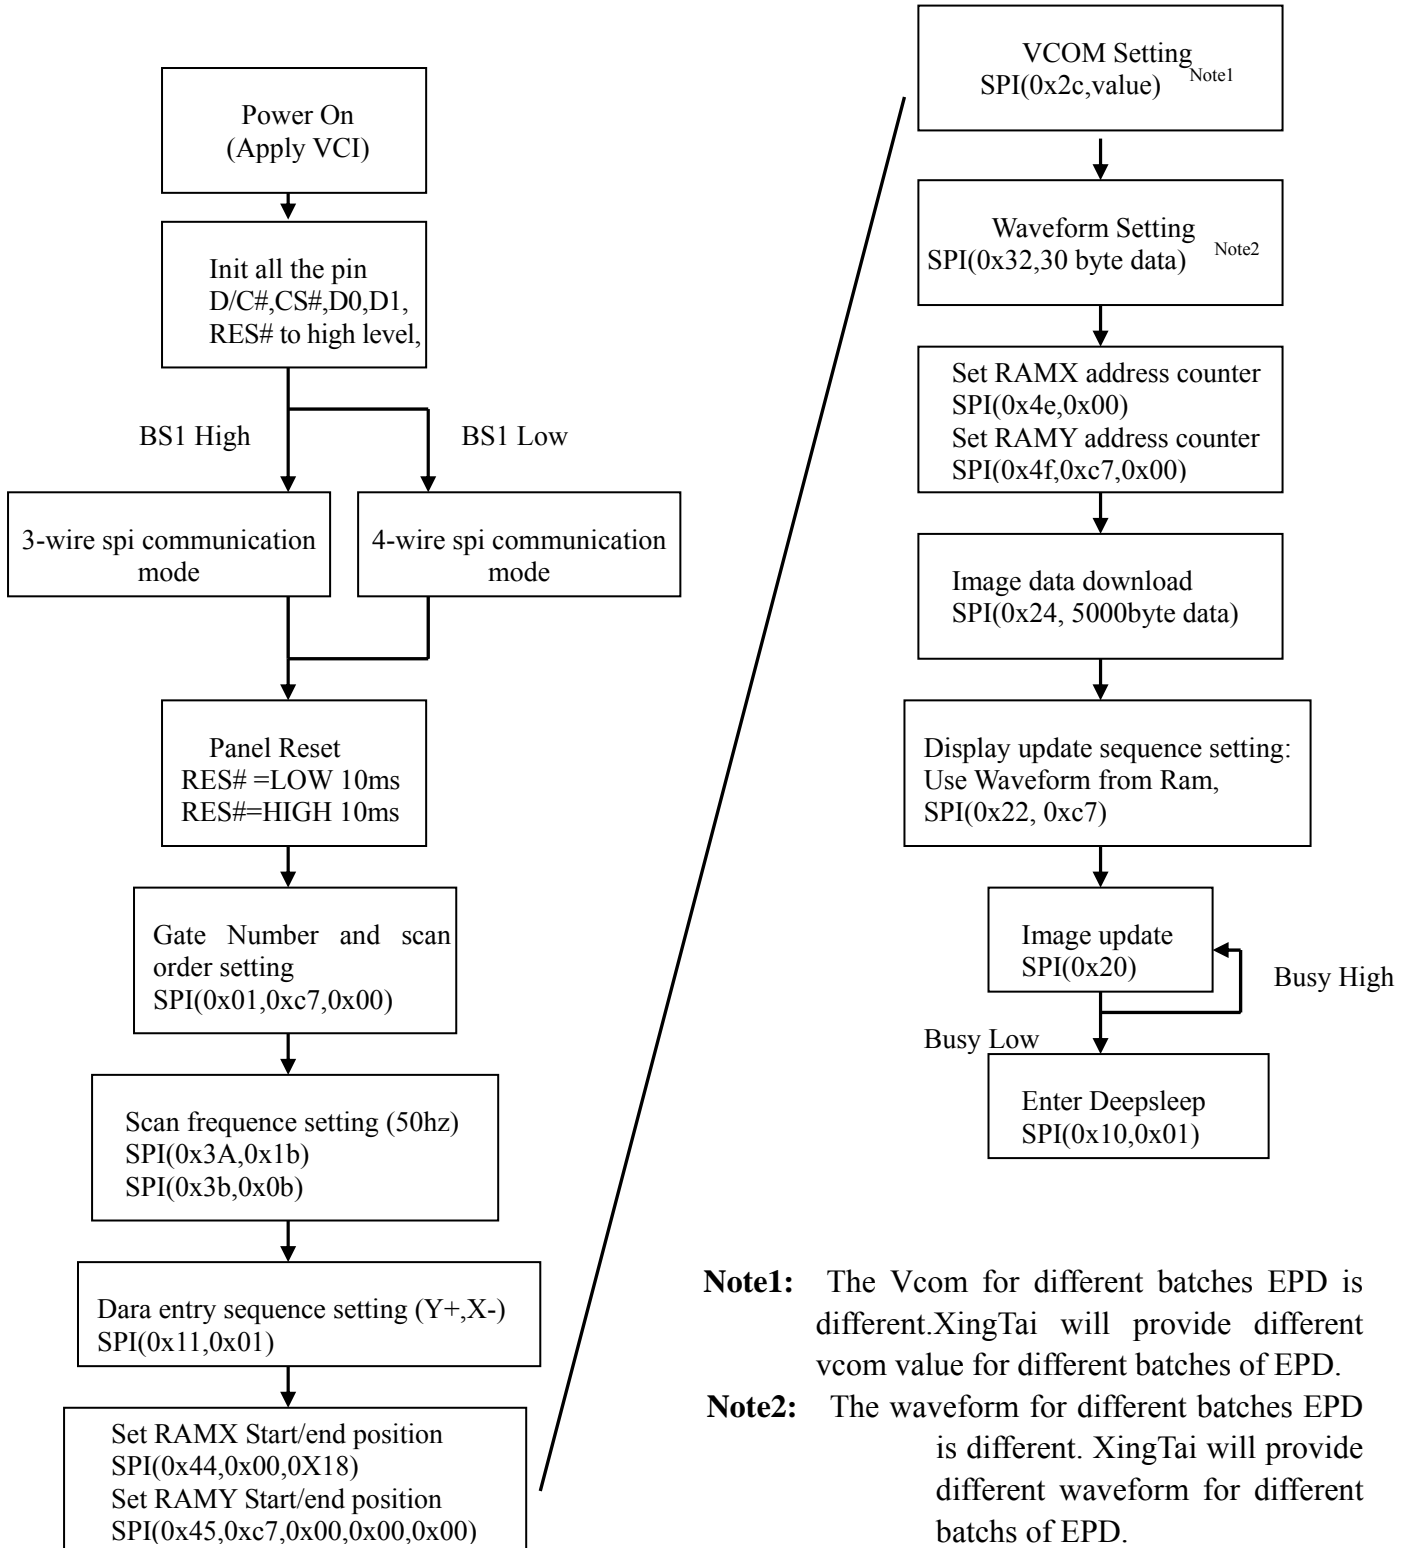 Power On
(Apply VCI)
Init all the pin
D/C#,CS#,D0,D1,
RES# to high level,
BS1 High
BS1 Low
3-wire spi communication
mode
4-wire spi communication
mode
Panel Reset
RES# =LOW 10ms
RES#=HIGH 10ms
Gate Number and scan
order setting
SPI(0x01,0xc7,0x00)
Scan frequence setting (50hz)
SPI(0x3A,0x1b)
SPI(0x3b,0x0b)
Dara entry sequence setting (Y+,X-)
SPI(0x11,0x01)
Set RAMX Start/end position
SPI(0x44,0x00,0X18)
Set RAMY Start/end position
SPI(0x45,0xc7,0x00,0x00,0x00)
VCOM Setting
SPI(0x2c,value) Note1
Waveform Setting
SPI(0x32,30 byte data) Note2
Set RAMX address counter
SPI(0x4e,0x00)
Set RAMY address counter
SPI(0x4f,0xc7,0x00)
Image data download
SPI(0x24, 5000byte data)
Display update sequence setting:
Use Waveform from Ram,
SPI(0x22, 0xc7)
Image update
SPI(0x20)
Busy High
Busy Low
Enter Deepsleep
SPI(0x10,0x01)
Note1: The Vcom for different batches EPD is
different.XingTai will provide different
vcom value for different batches of EPD.
Note2: The waveform for different batches EPD
is different. XingTai will provide
different waveform for different
batchs of EPD.